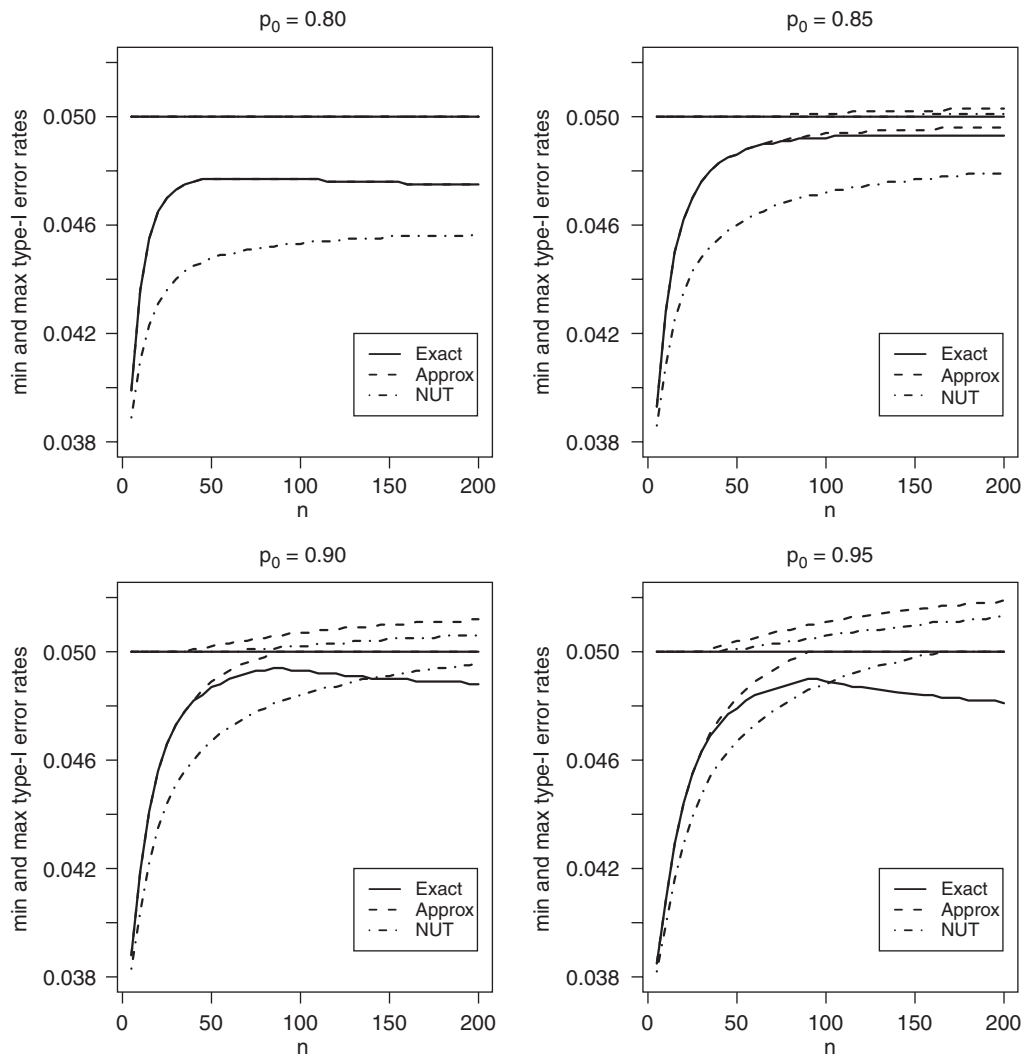 p0 = 0.80
min and max type-I error rates
0.050
0.046
0.042
0.038
Exact
Approx
NUT
0
50
100
150
200
n
p0 = 0.85
min and max type-I error rates
0.050
0.046
0.042
0.038
Exact
Approx
NUT
0
50
100
150
200
n
p0 = 0.90
min and max type-I error rates
0.050
0.046
0.042
0.038
Exact
Approx
NUT
0
50
100
150
200
n
p0 = 0.95
min and max type-I error rates
0.050
0.046
0.042
0.038
Exact
Approx
NUT
0
50
100
150
200
n